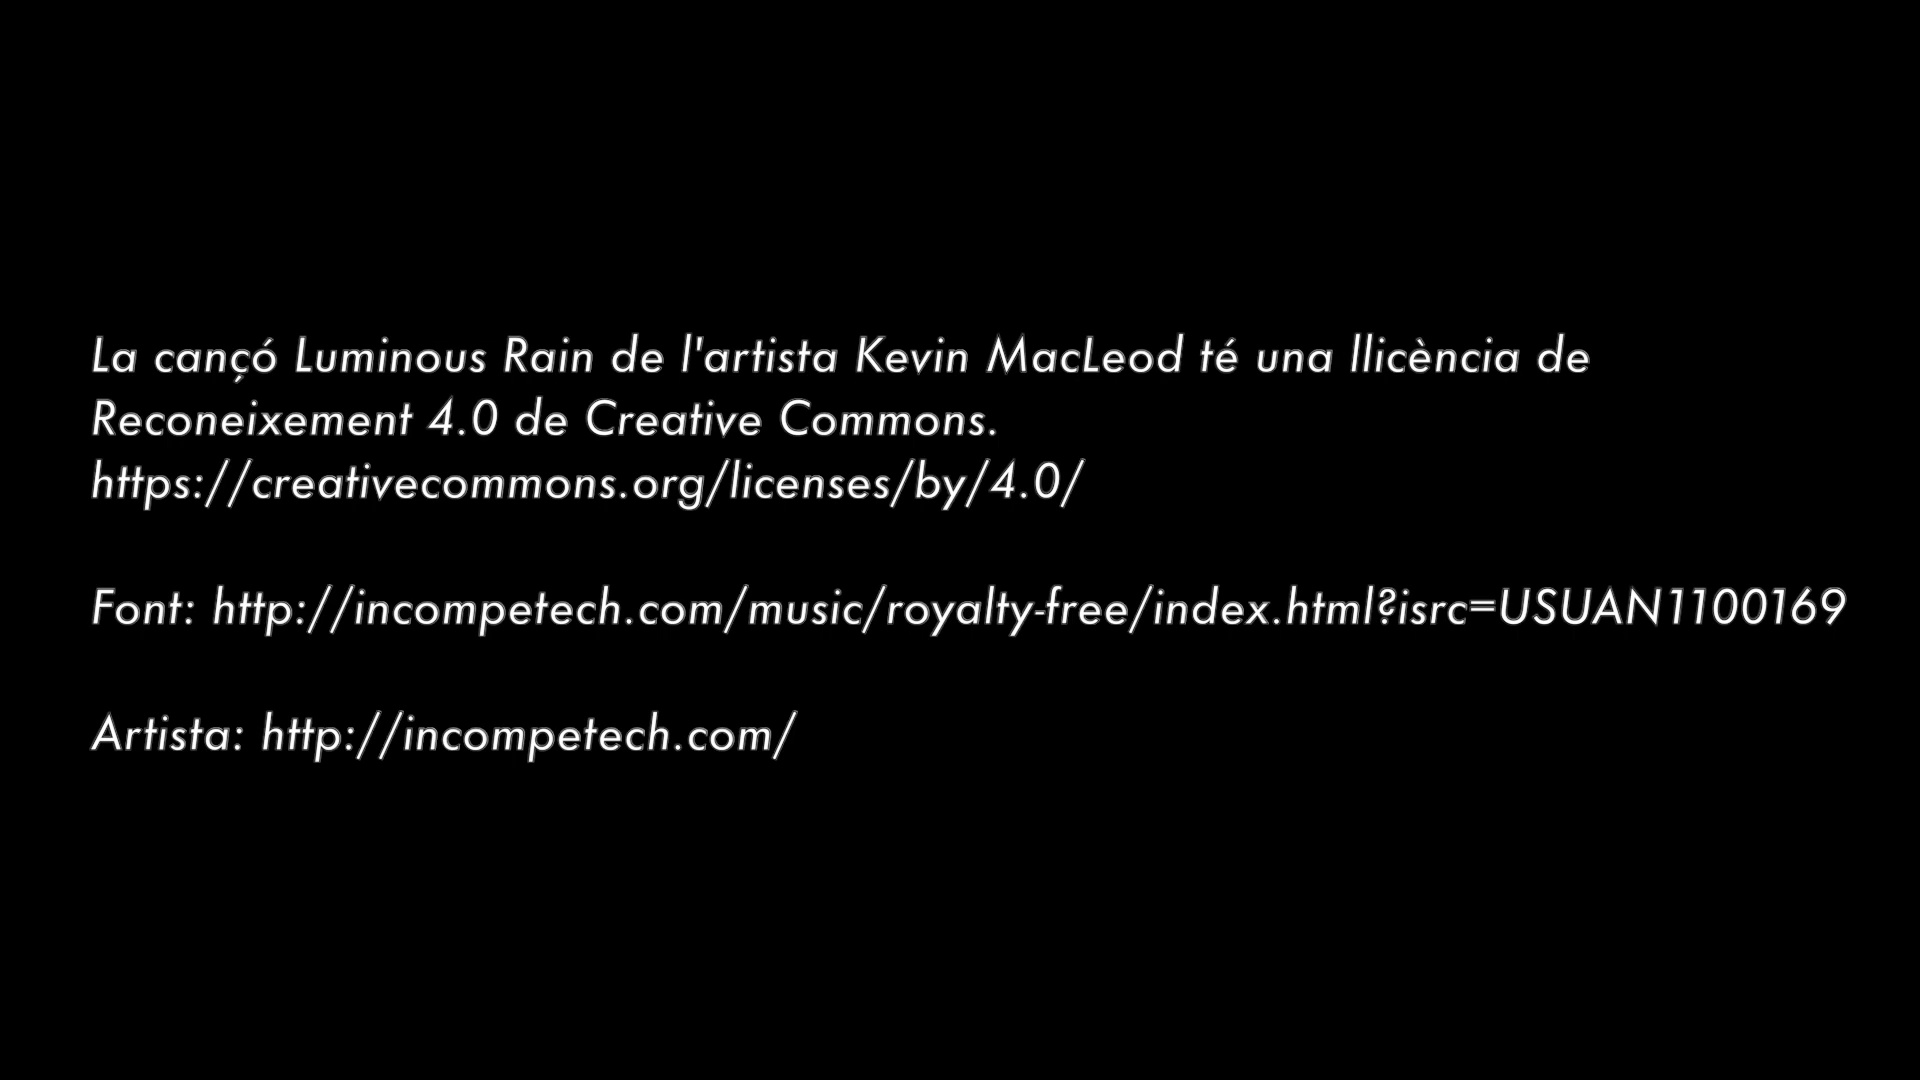 La cançó Luminous Rain de l'artista Kevin MacLeod té una llicència de
Reconeixement 4.0 de Creative Commons.
https://creativecommons.org/licenses/by/4.0/
Font: http://incompetech.com/music/royalty-free/index.html?isrc=USUAN1100169
Artista: http://incompetech.com/